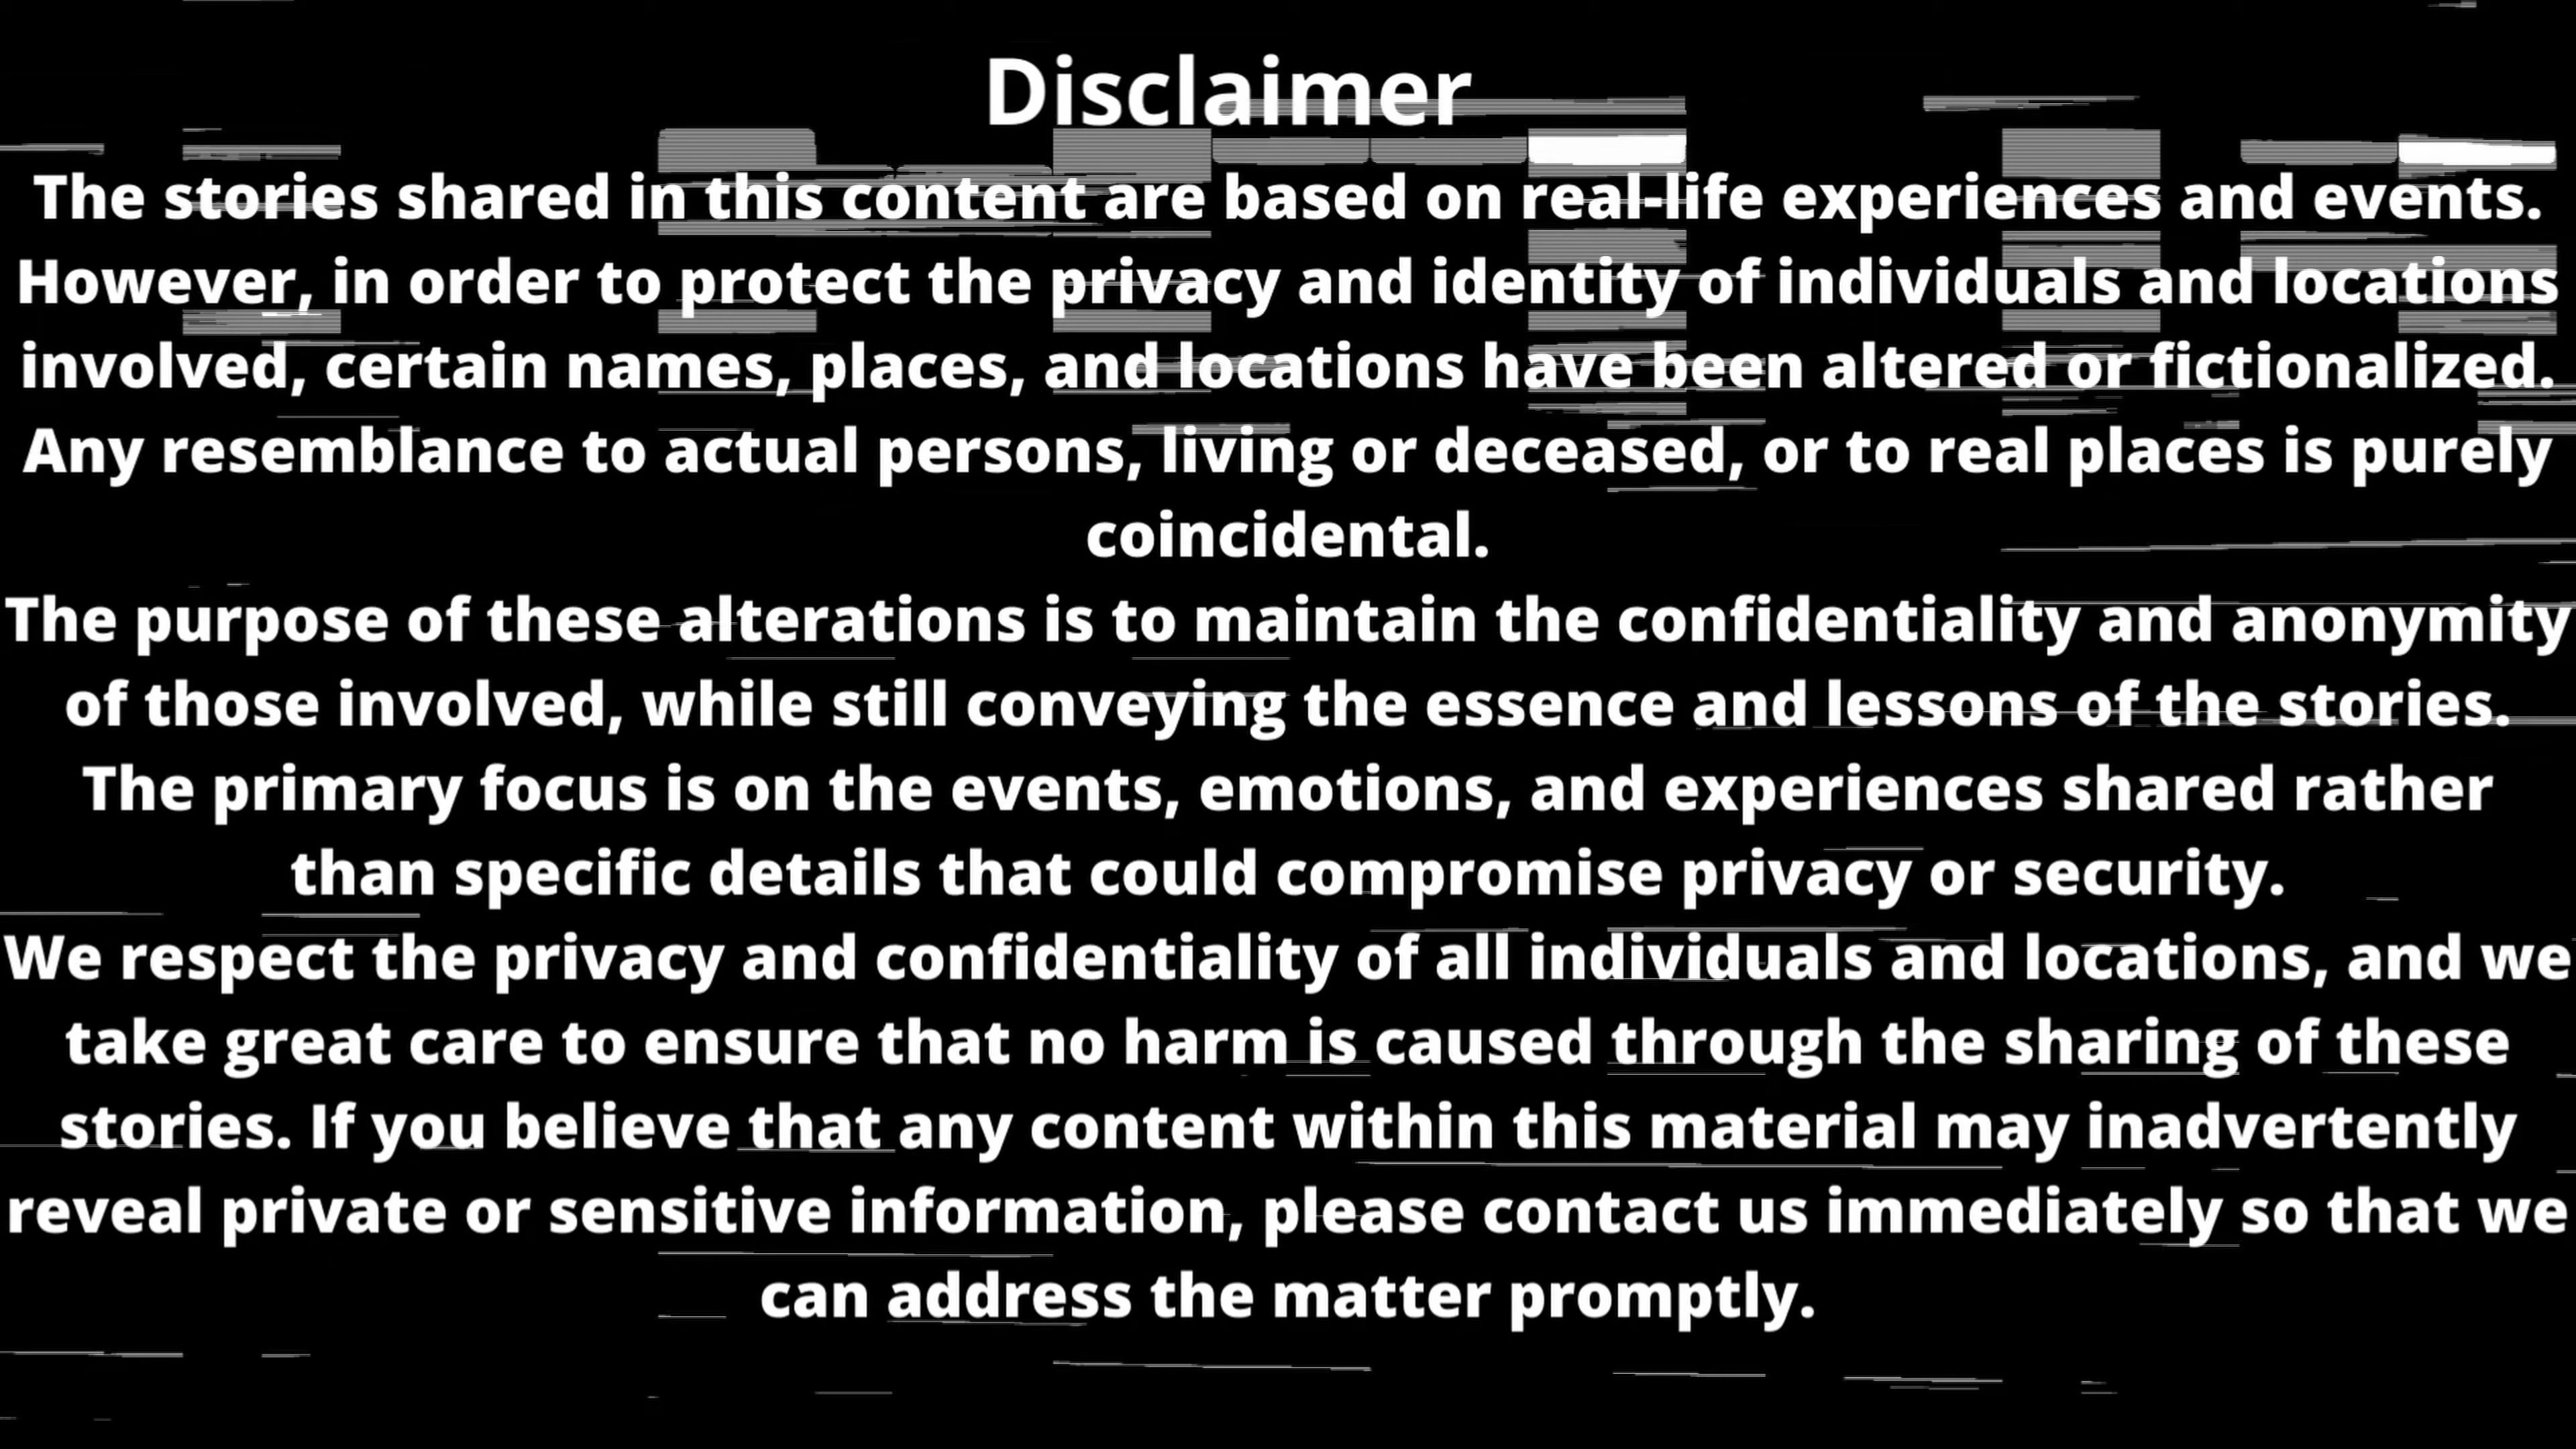 Disclaimer
The stories shared in this content are based on real-life experiences and events.
However, in order to protect the privacy and identity of individuals and locations
involved, certain names, places, and locations have been altered or fictionalized.
Any resemblance to actual persons, living or deceased, or to real places is purely
coincidental.
The purpose of these alterations is to maintain the confidentiality and anonymity
of those involved, while still conveying the essence and lessons of the stories.
The primary focus is on the events, emotions, and experiences shared rather
than specific details that could compromise privacy or security.
We respect the privacy and confidentiality of all individuals and locations, and we
take great care to ensure that no harm is caused through the sharing of these
stories. If you believe that any content within this material may inadvertently
reveal private or sensitive information, please contact us immediately so that we
can address the matter promptly.